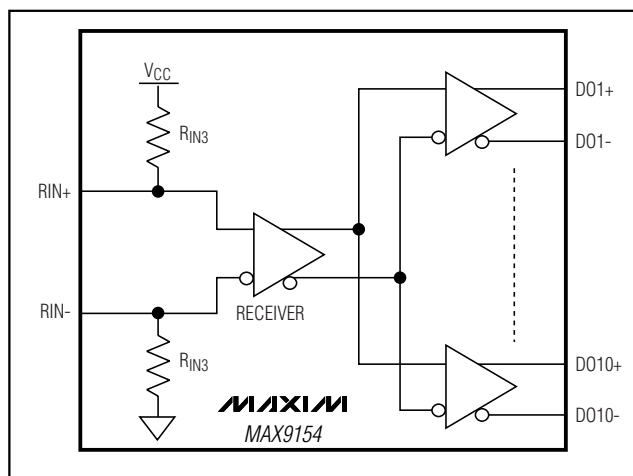 VCC
RIN3
RIN+
RIN-
RECEIVER
RIN3
MAXIM
MAX9154
DO1+
DO1-
DO10+
DO10-